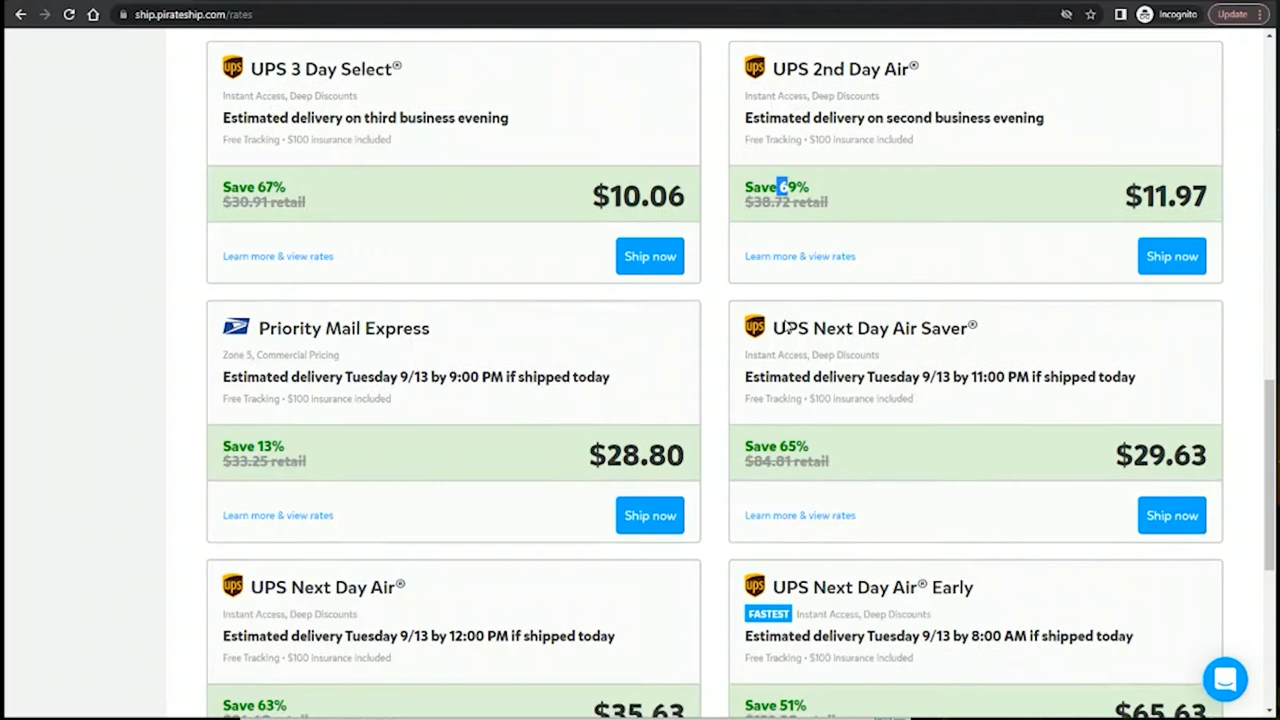 ship.pirateship.com/rates
Incognito
Update
UPS 3 Day Select®
Instant Access, Deep Discounts
Estimated delivery on third business evening
Free Tracking • $100 insurance included
Save 67%
$30.91 retail
$10.06
Learn more & view rates
Ship now
UPS 2nd Day Air®
Instant Access, Deep Discounts
Estimated delivery on second business evening
Free Tracking • $100 insurance included
Save 69%
$38.72 retail
$11.97
Learn more & view rates
Ship now
Priority Mail Express
Zone 5, Commercial Pricing
Estimated delivery Tuesday 9/13 by 9:00 PM if shipped today
Free Tracking • $100 insurance included
Save 13%
$33.25 retail
$28.80
Learn more & view rates
Ship now
UPS Next Day Air Saver®
Instant Access, Deep Discounts
Estimated delivery Tuesday 9/13 by 11:00 PM if shipped today
Free Tracking • $100 insurance included
Save 65%
$84.81 retail
$29.63
Learn more & view rates
Ship now
UPS Next Day Air®
Instant Access, Deep Discounts
Estimated delivery Tuesday 9/13 by 12:00 PM if shipped today
Free Tracking • $100 insurance included
Save 63%
$35.63
UPS Next Day Air® Early
FASTEST Instant Access, Deep Discounts
Estimated delivery Tuesday 9/13 by 8:00 AM if shipped today
Free Tracking • $100 insurance included
Save 51%
$65.63